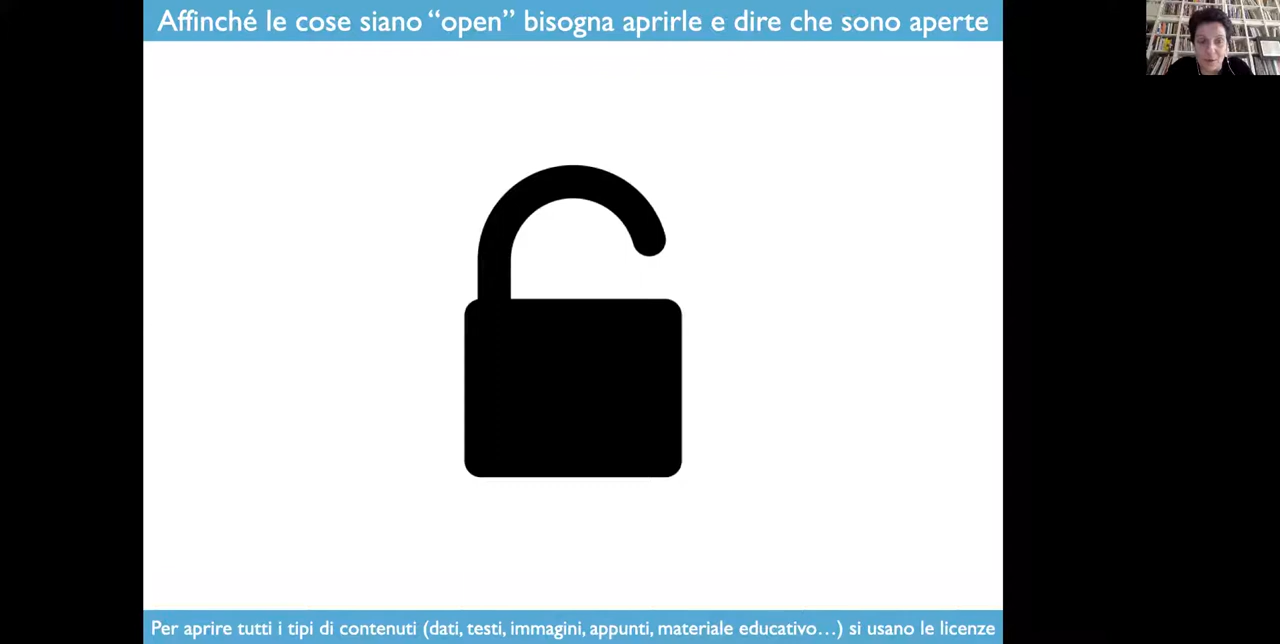 Affinché le cose siano “open” bisogna aprirle e dire che sono aperte
Per aprire tutti i tipi di contenuti (dati, testi, immagini, appunti, materiale educativo…) si usano le licenze